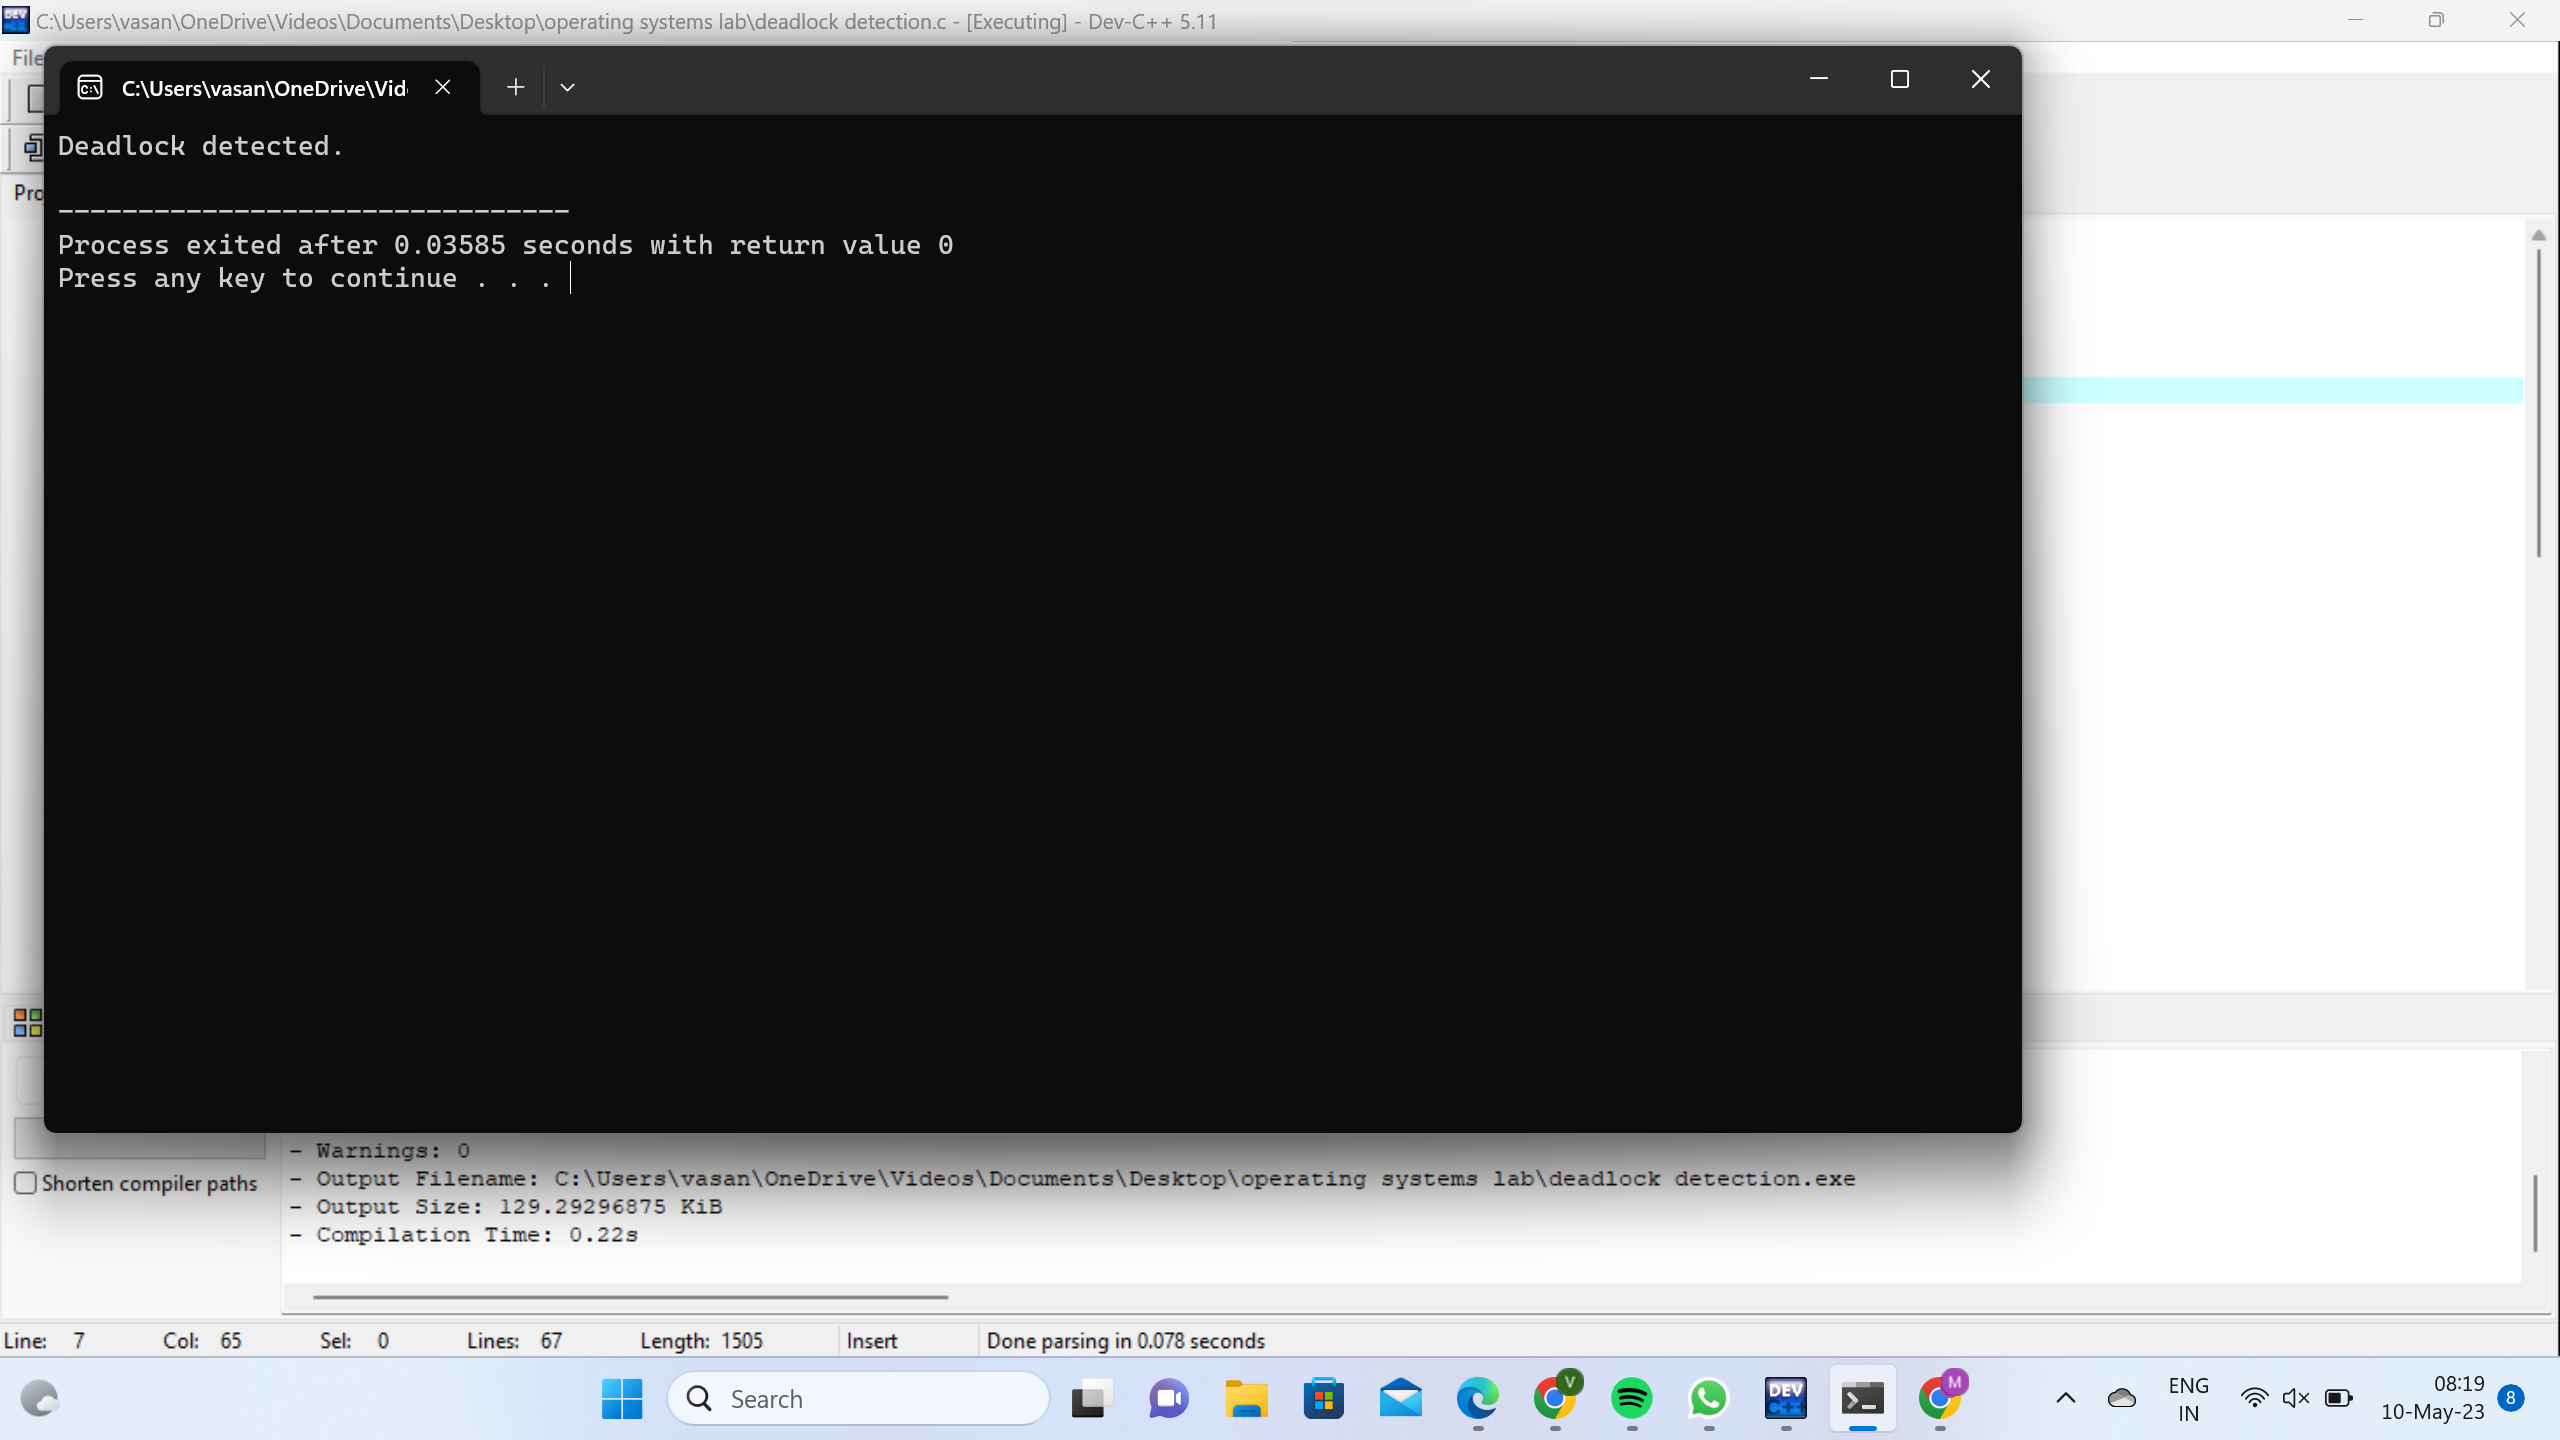 C:\Users\vasan\OneDrive\Videos\Documents\Desktop\operating systems lab\deadlock detection.c - [Executing] - Dev-C++ 5.11
File
C:\Users\vasan\OneDrive\Vid
Deadlock detected.
--------------------------------
Process exited after 0.03585 seconds with return value 0
Press any key to continue . . .
Pro
- Warnings: 0
- Output Filename: C:\Users\vasan\OneDrive\Videos\Documents\Desktop\operating systems lab\deadlock detection.exe
- Output Size: 129.29296875 KiB
- Compilation Time: 0.22s
Shorten compiler paths
Line: 7 Col: 65 Sel: 0 Lines: 67 Length: 1505 Insert Done parsing in 0.078 seconds
Search
V
DEV
C++
M
ENG
IN
08:19
10-May-23
8